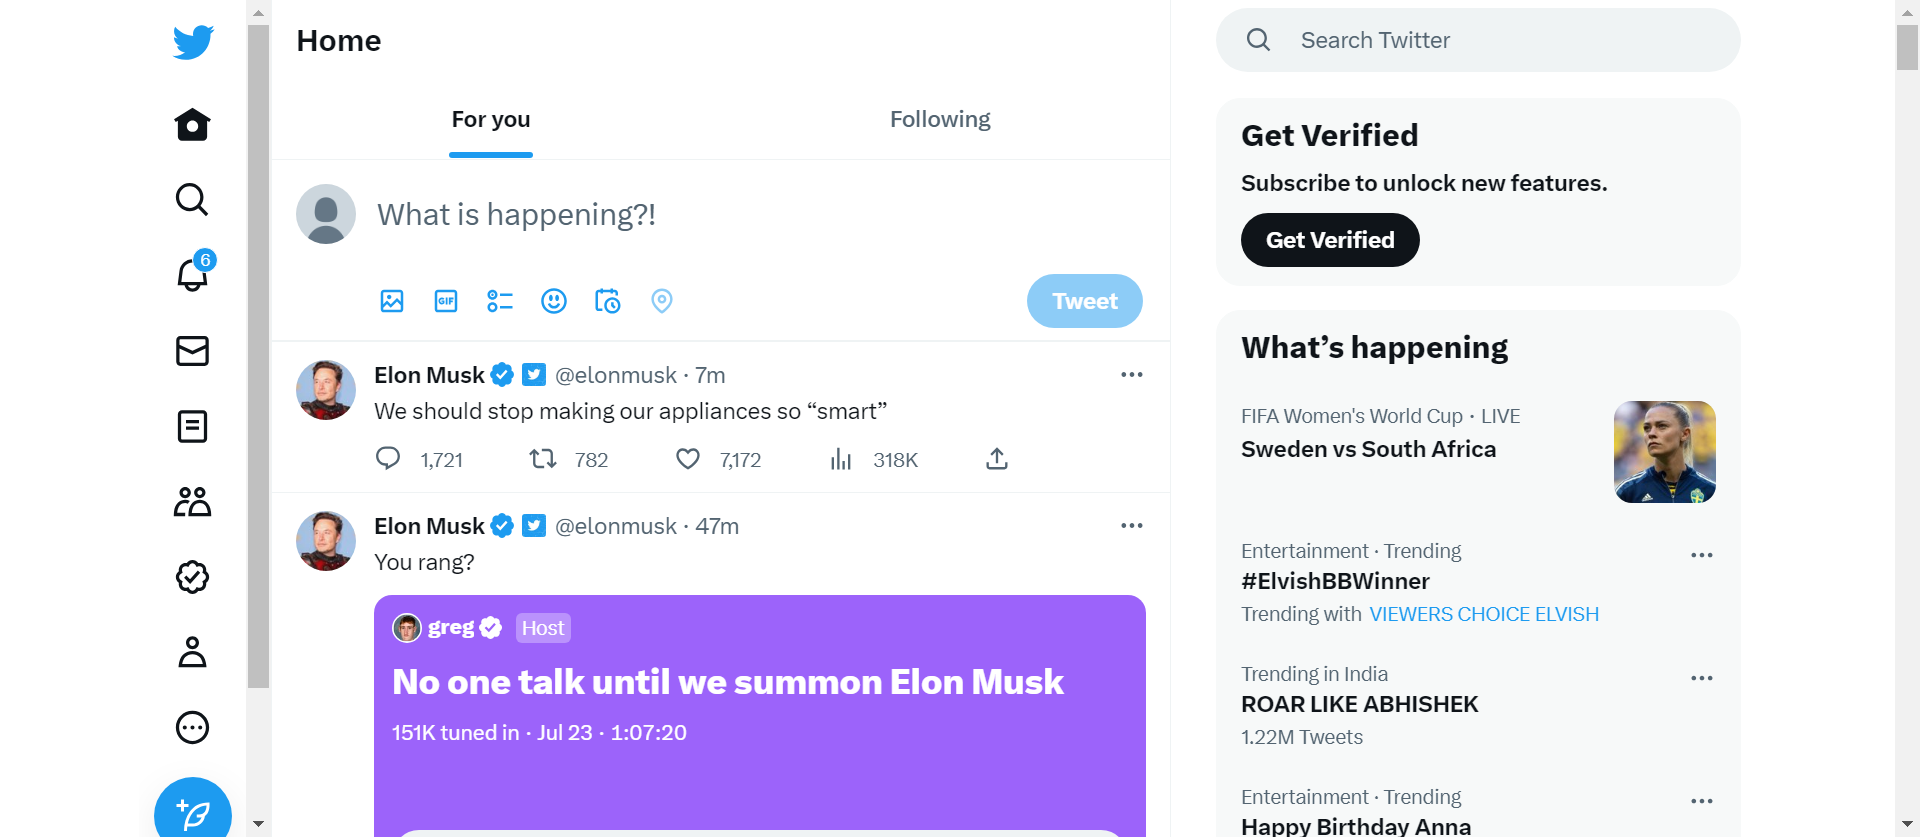 Home
For you
Following
What is happening?!
GIF
Tweet
6
Elon Musk @elonmusk · 7m
We should stop making our appliances so “smart”
1,721 782 7,172 318K
Elon Musk @elonmusk · 47m
You rang?
greg Host
No one talk until we summon Elon Musk
151K tuned in · Jul 23 · 1:07:20
Search Twitter
Get Verified
Subscribe to unlock new features.
Get Verified
What’s happening
FIFA Women's World Cup · LIVE
Sweden vs South Africa
Entertainment · Trending
#ElvishBBWinner
Trending with VIEWERS CHOICE ELVISH
Trending in India
ROAR LIKE ABHISHEK
1.22M Tweets
Entertainment · Trending
Happy Birthday Anna